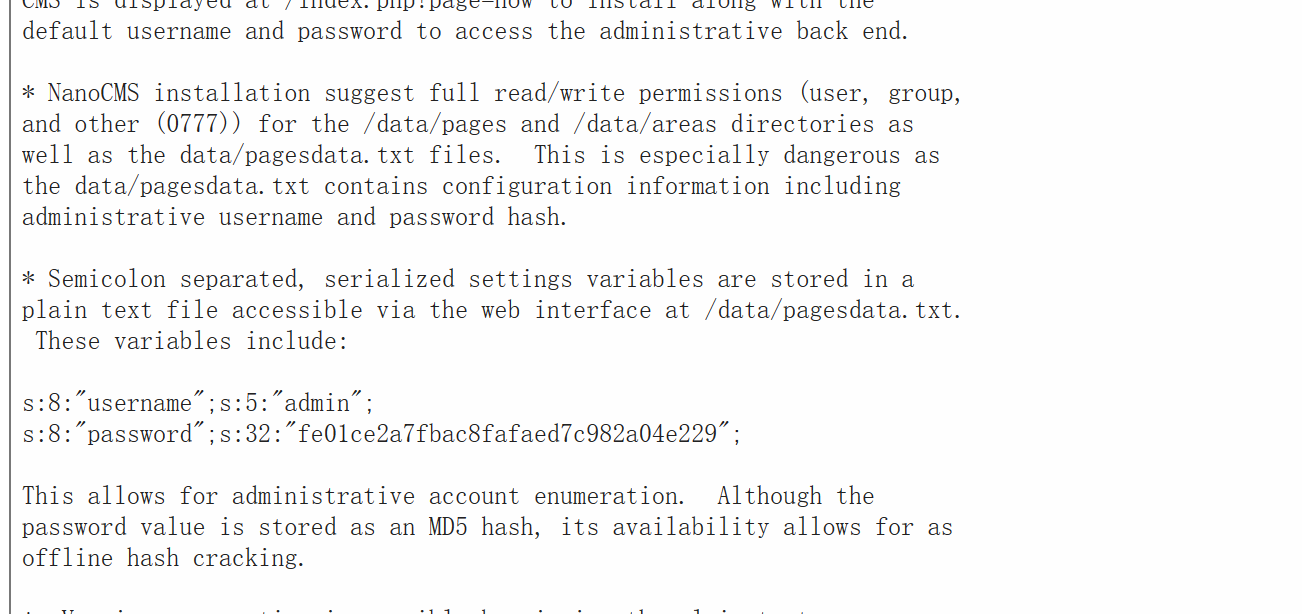 CMS is displayed at /index.php?page=how to install along with the
default username and password to access the administrative back end.
* NanoCMS installation suggest full read/write permissions (user, group,
and other (0777)) for the /data/pages and /data/areas directories as
well as the data/pagesdata.txt files.  This is especially dangerous as
the data/pagesdata.txt contains configuration information including
administrative username and password hash.
* Semicolon separated, serialized settings variables are stored in a
plain text file accessible via the web interface at /data/pagesdata.txt.
These variables include:
s:8:"username";s:5:"admin";
s:8:"password";s:32:"fe01ce2a7fbac8fafaed7c982a04e229";
This allows for administrative account enumeration.  Although the
password value is stored as an MD5 hash, its availability allows for as
offline hash cracking.